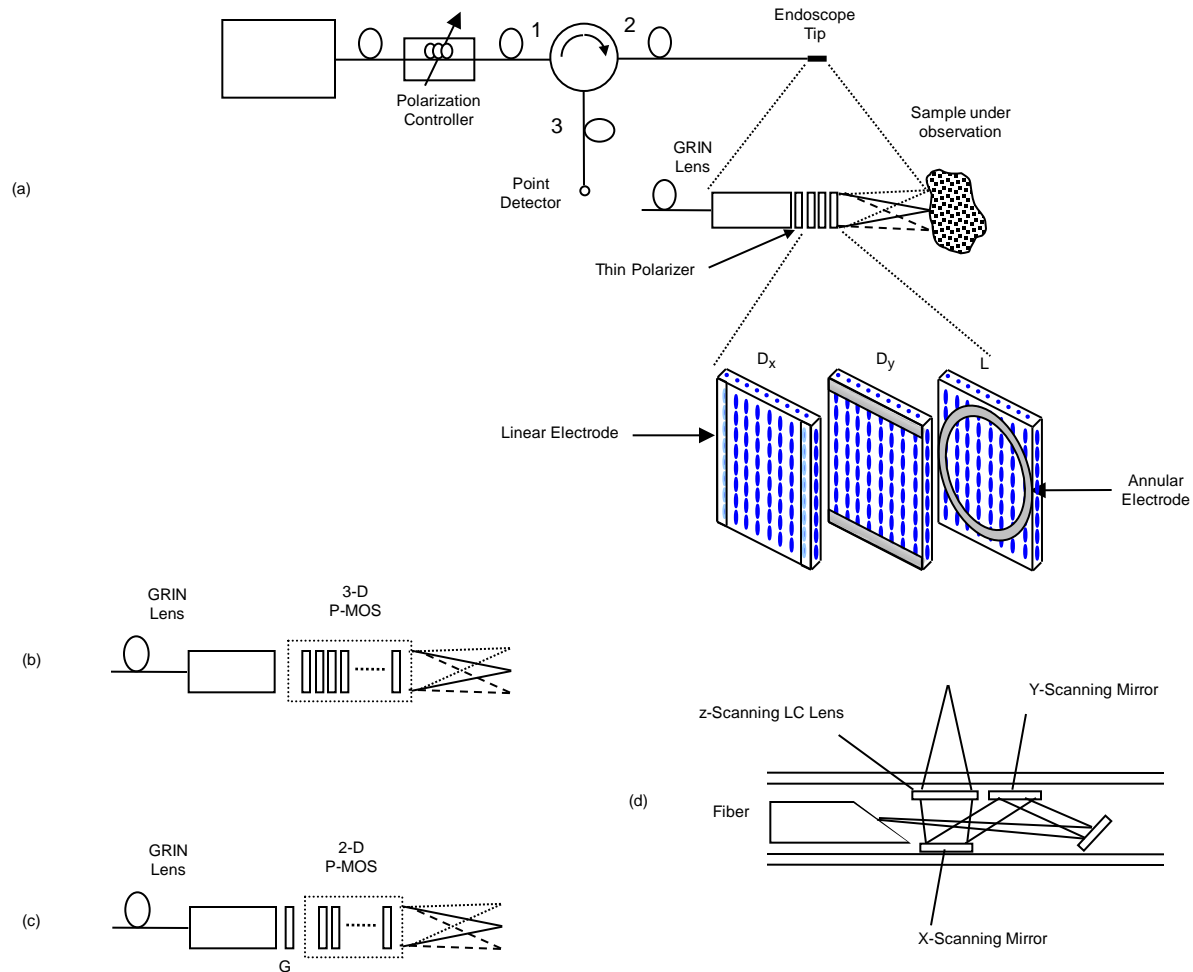 (a)
1
2
3
Polarization
Controller
Point
Detector
Endoscope
Tip
Sample under
observation
GRIN
Lens
Thin Polarizer
Dx
Dy
L
Linear Electrode
Annular
Electrode
(b)
GRIN
Lens
3-D
P-MOS
(c)
GRIN
Lens
2-D
P-MOS
G
(d)
z-Scanning LC Lens
Y-Scanning Mirror
Fiber
X-Scanning Mirror